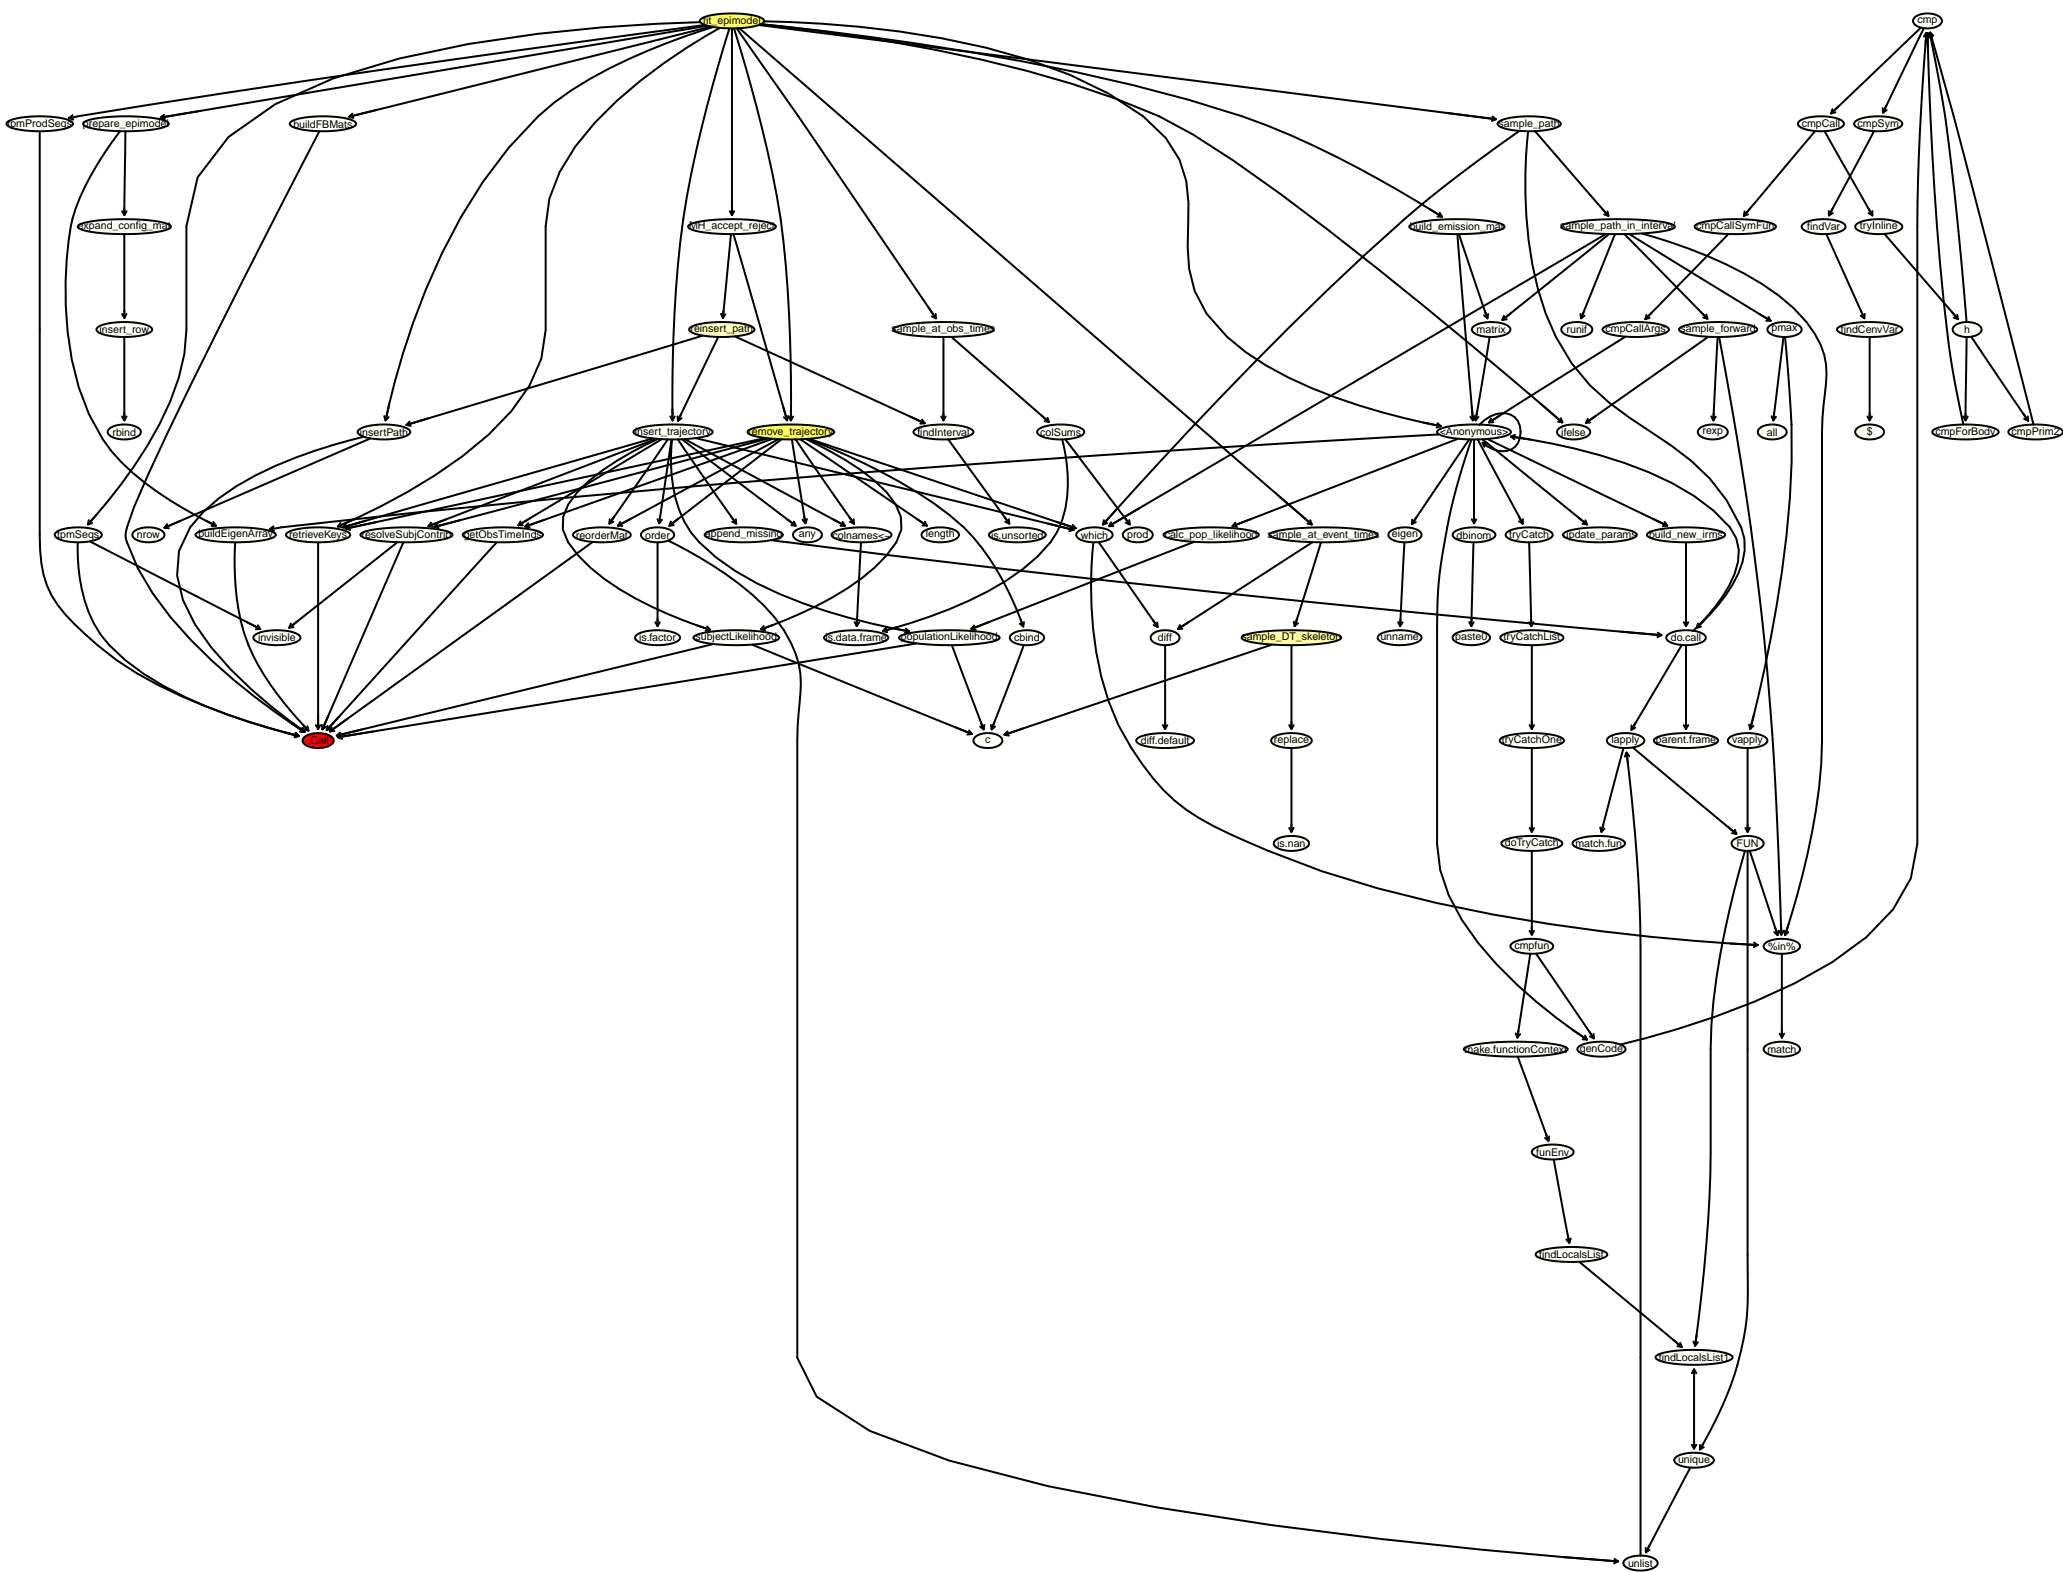 fit_epimodel
cmp
tpmProdSeqs
prepare_epimodel
buildFBMats
sample_path
cmpCall
cmpSym
expand_config_mat
MH_accept_reject
build_emission_mat
sample_path_in_interval
cmpCallSymFun
findVar
tryInline
insert_row
reinsert_path
sample_at_obs_times
matrix
runif
cmpCallArgs
sample_forward
pmax
findCenvVar
h
rbind
insertPath
insert_trajectory
remove_trajectory
findInterval
colSums
<Anonymous>
ifelse
rexp
all
$
cmpForBody
cmpPrim2
tpmSeqs
nrow
buildEigenArray
retrieveKeys
resolveSubjContrib
getObsTimeInds
reorderMat
order
append_missing
any
colnames<-
length
is.unsorted
which
prod
calc_pop_likelihood
sample_at_event_times
eigen
dbinom
tryCatch
update_params
build_new_irms
invisible
is.factor
subjectLikelihood
is.data.frame
populationLikelihood
cbind
diff
sample_DT_skeleton
unname
paste0
tryCatchList
do.call
.Call
c
diff.default
replace
tryCatchOne
lapply
parent.frame
vapply
is.nan
doTryCatch
match.fun
FUN
cmpfun
%in%
make.functionContext
genCode
match
funEnv
findLocalsList
findLocalsList1
unique
unlist